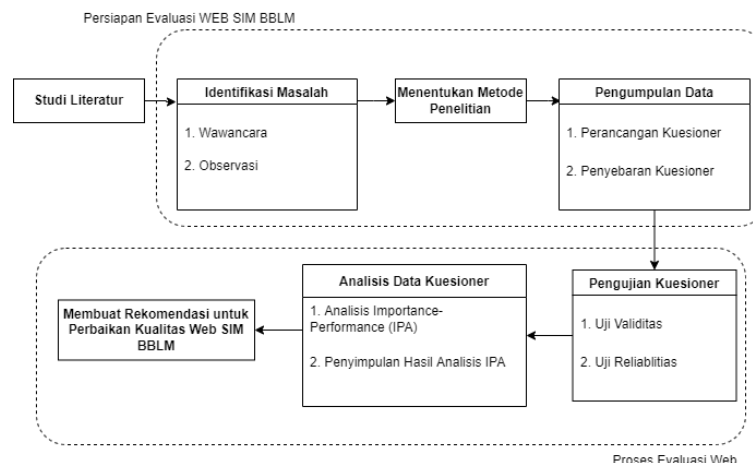 Persiapan Evaluasi WEB SIM BBLM
Studi Literatur
Identifikasi Masalah
1. Wawancara
2. Observasi
Menentukan Metode
Penelitian
Pengumpulan Data
1. Perancangan Kuesioner
2. Penyebaran Kuesioner
Pengujian Kuesioner
1. Uji Validitas
2. Uji Reliablitias
Analisis Data Kuesioner
1. Analisis Importance-
Performance (IPA)
2. Penyimpulan Hasil Analisis IPA
Membuat Rekomendasi untuk
Perbaikan Kualitas Web SIM
BBLM
Proses Evaluasi Web